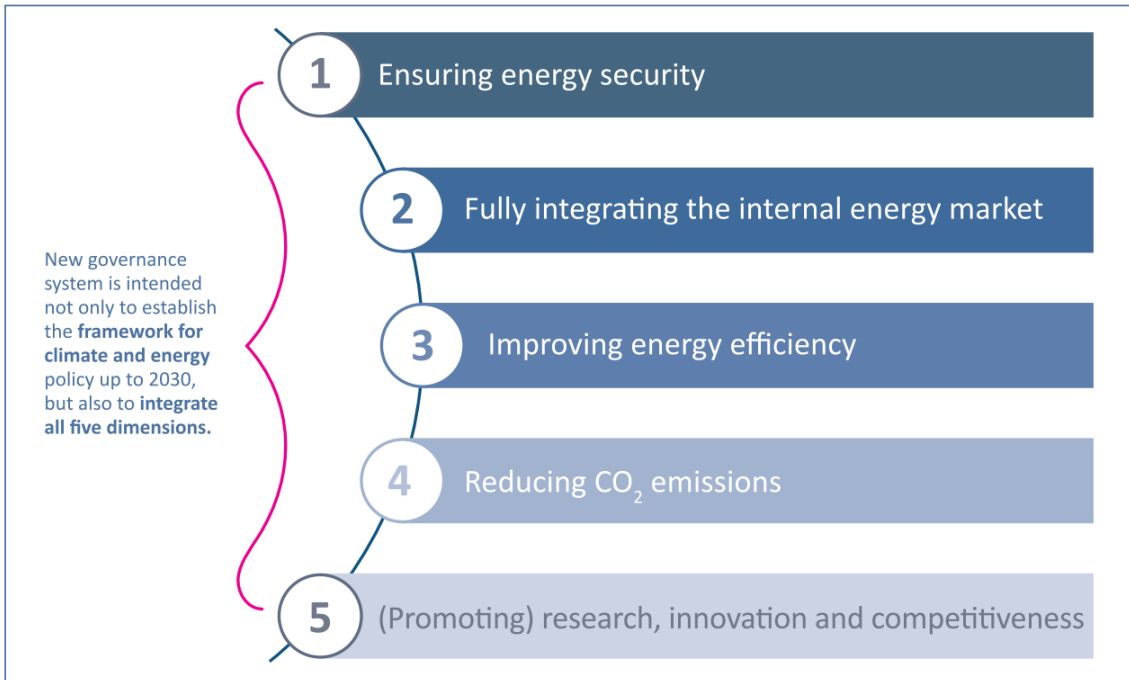 1
Ensuring energy security
2
Fully integrating the internal energy market
New governance
system is intended
not only to establish
the framework for
climate and energy
policy up to 2030,
but also to integrate
all five dimensions.
3
Improving energy efficiency
4
Reducing CO₂ emissions
5
(Promoting) research, innovation and competitiveness